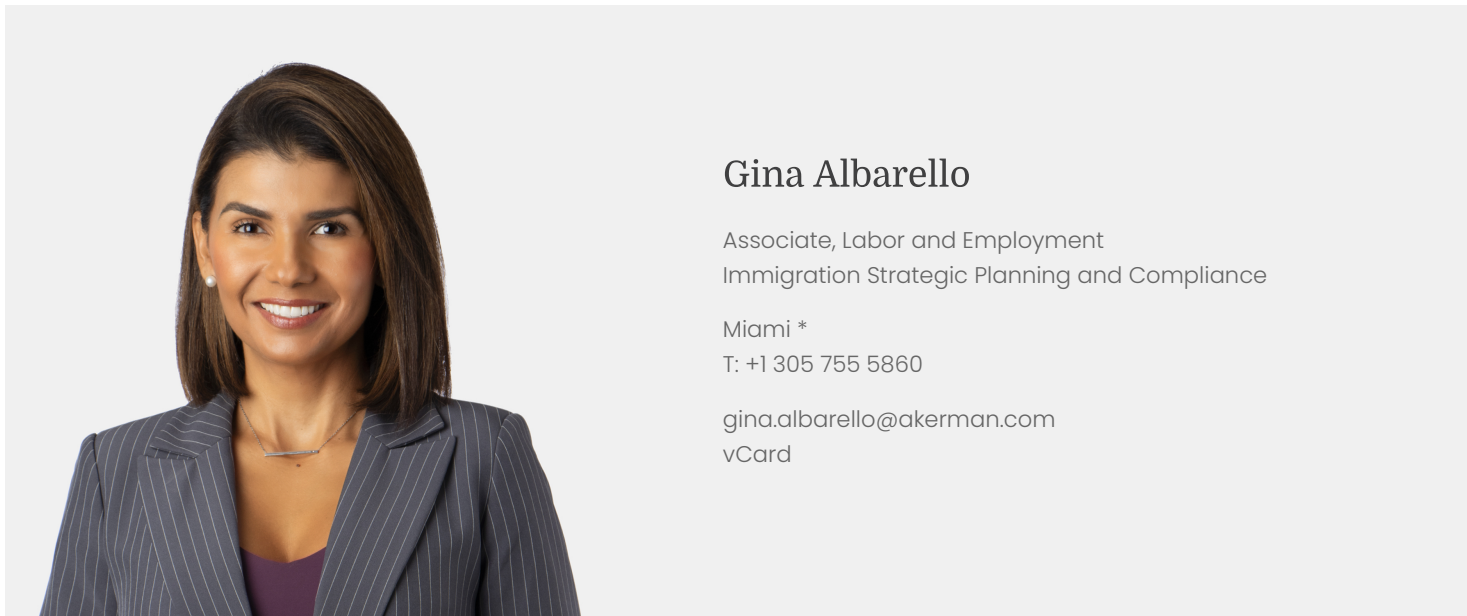 Gina Albarello
Associate, Labor and Employment
Immigration Strategic Planning and Compliance
Miami *
T: +1 305 755 5860
gina.albarello@akerman.com
vCard